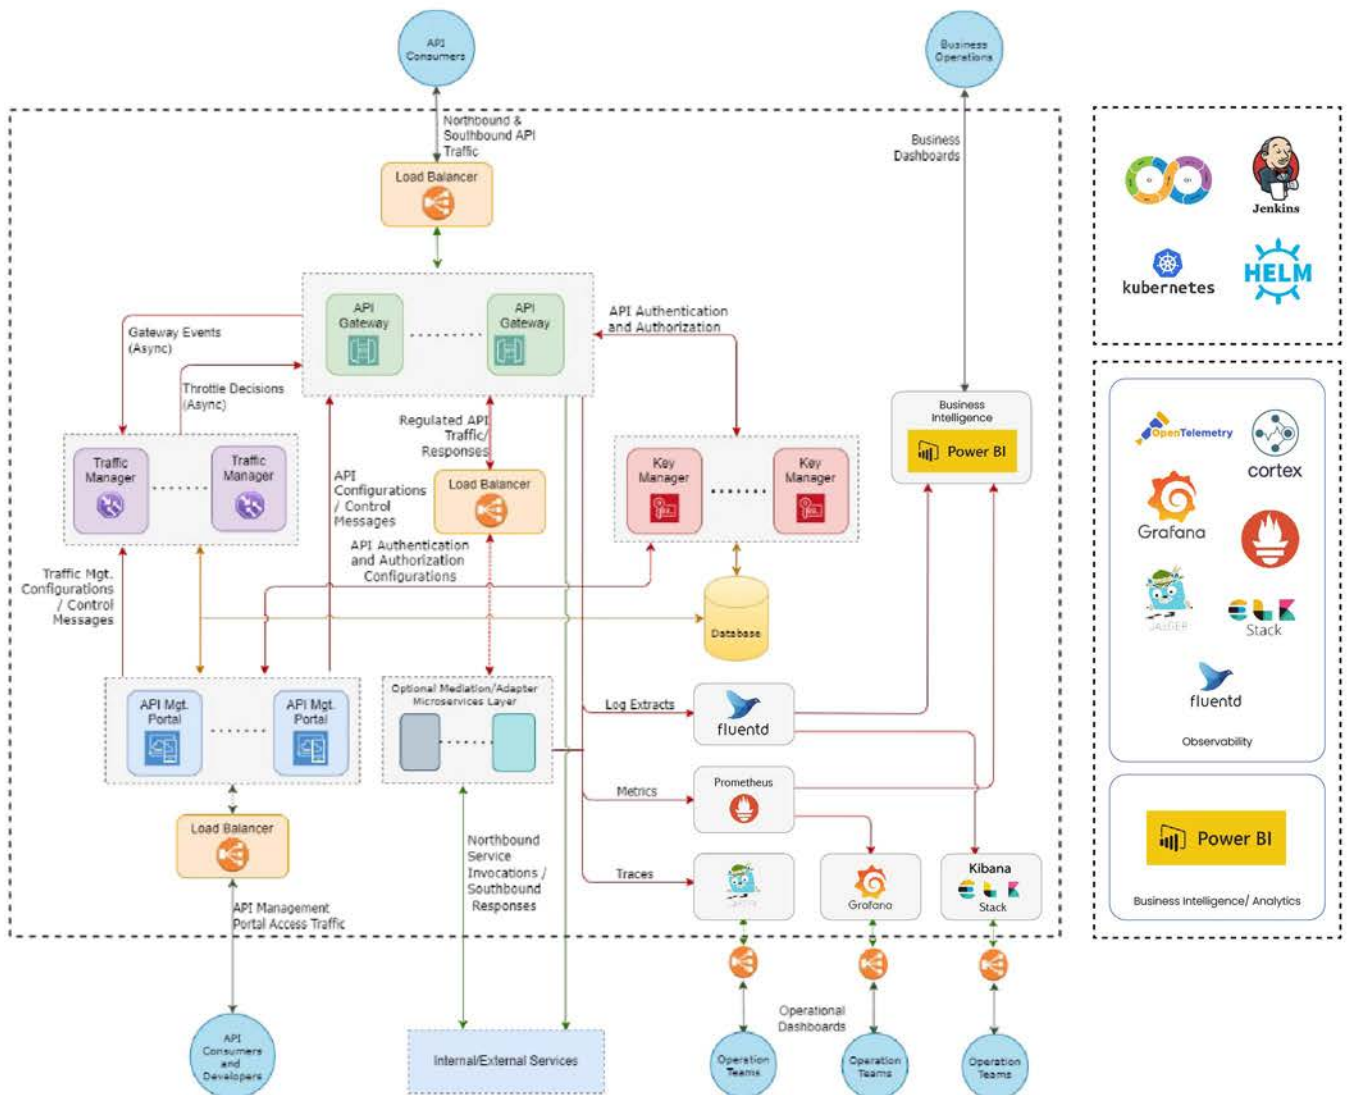 API
Consumers
Business
Operations
Northbound &
Southbound API
Traffic
Business
Dashboards
Load Balancer
Jenkins
kubernetes
HELM
API
Gateway
API
Gateway
API Authentication
and Authorization
Gateway Events
(Async)
Throttle Decisions
(Async)
Business
Intelligence
Power BI
Regulated API
Traffic/
Responses
Traffic
Manager
Traffic
Manager
API
Configurations
/ Control
Messages
Load Balancer
Key
Manager
Key
Manager
OpenTelemetry
cortex
Grafana
API Authentication
and Authorization
Configurations
Traffic Mgt.
Configurations
/ Control
Messages
Database
JAEGER
Stack
fluentd
Observability
API Mgt.
Portal
API Mgt.
Portal
Optional Mediation/Adapter
Microservices Layer
Log Extracts
fluentd
Metrics
Prometheus
Load Balancer
Northbound
Service
Invocations /
Southbound
Responses
Traces
Grafana
Kibana
Stack
Power BI
Business Intelligence/ Analytics
API Management
Portal Access Traffic
Operational
Dashboards
API
Consumers
and
Developers
Internal/External Services
Operation
Teams
Operation
Teams
Operation
Teams